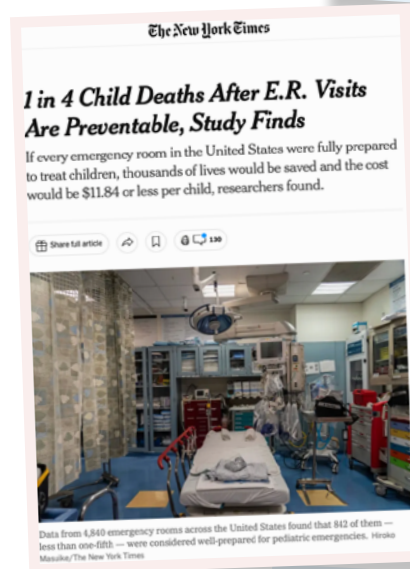 The New York Times
1 in 4 Child Deaths After E.R. Visits
Are Preventable, Study Finds
If every emergency room in the United States were fully prepared
to treat children, thousands of lives would be saved and the cost
would be $11.84 or less per child, researchers found.
Share full article
130
Data from 4,840 emergency rooms across the United States found that 842 of them —
less than one-fifth — were considered well-prepared for pediatric emergencies. Hiroko
Masuike/The New York Times